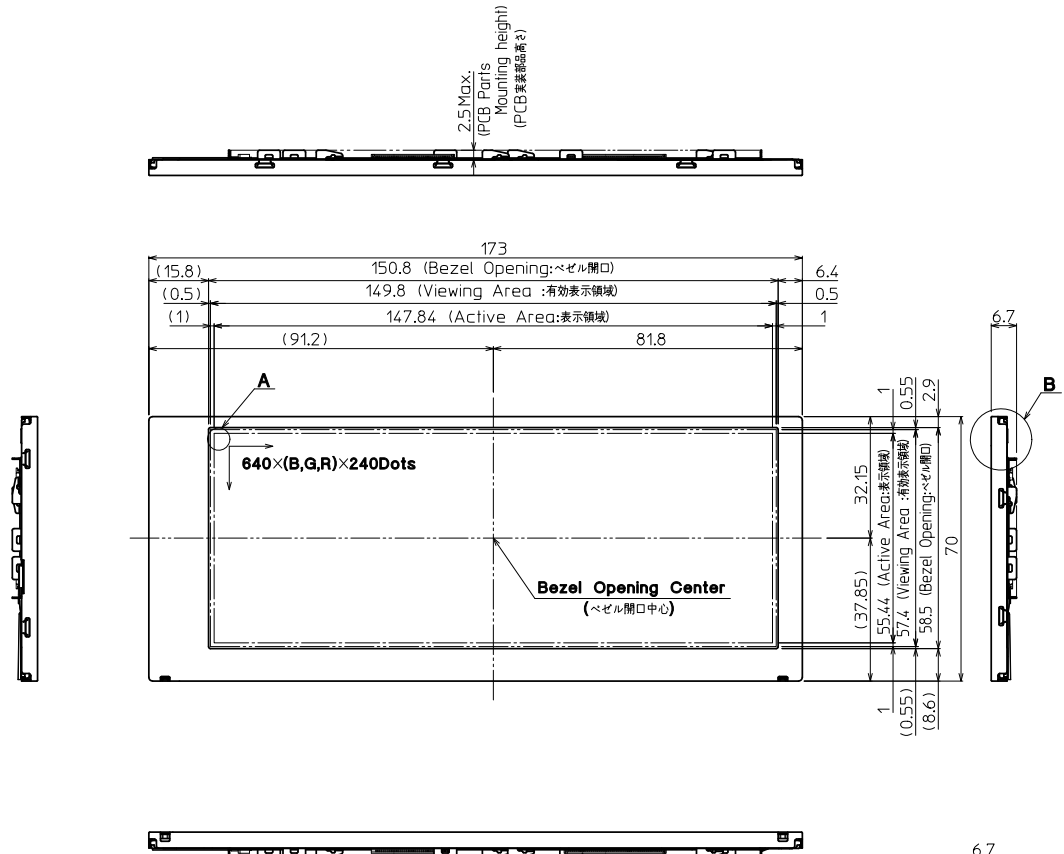 2.5Max.
(PCB Parts
Mounting height)
(PCB実装部品高さ)
173
(15.8)
150.8 (Bezel Opening:ベゼル開口)
6.4
(0.5)
149.8 (Viewing Area :有効表示領域)
0.5
(1)
147.84 (Active Area:表示領域)
1
(91.2)
81.8
6.7
A
B
1
0.55
2.9
640×(B,G,R)×240Dots
32.15
55.44 (Active Area:表示領域)
57.4 (Viewing Area :有効表示領域)
58.5 (Bezel Opening:ベゼル開口)
70
(37.85)
Bezel Opening Center
(ベゼル開口中心)
1
(0.55)
(8.6)
6.7